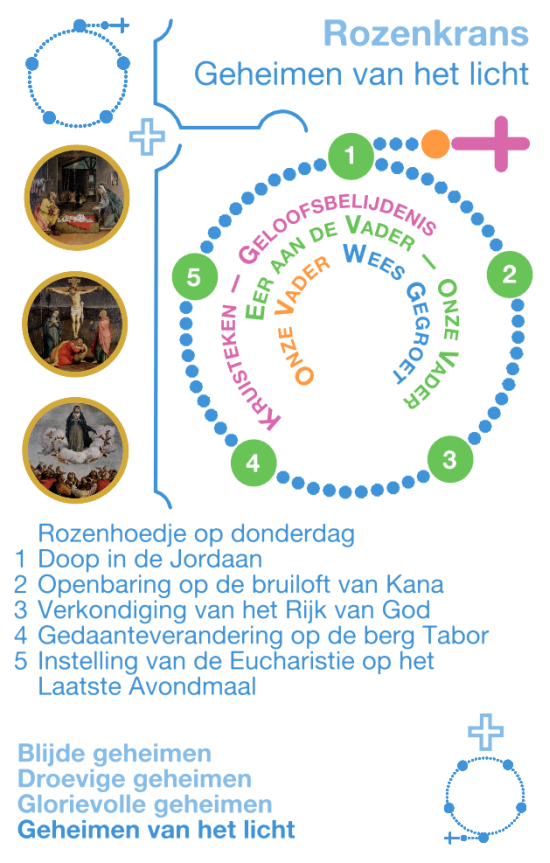 Rozenkrans
Geheimen van het licht
1
2
3
4
5
Kruisteken – Geloofsbelijdenis
Eer aan de Vader – Onze Vader
Onze Vader
Wees Gegroet
Rozenhoedje op donderdag
1 Doop in de Jordaan
2 Openbaring op de bruiloft van Kana
3 Verkondiging van het Rijk van God
4 Gedaanteverandering op de berg Tabor
5 Instelling van de Eucharistie op het
Laatste Avondmaal
Blijde geheimen
Droevige geheimen
Glorievolle geheimen
Geheimen van het licht